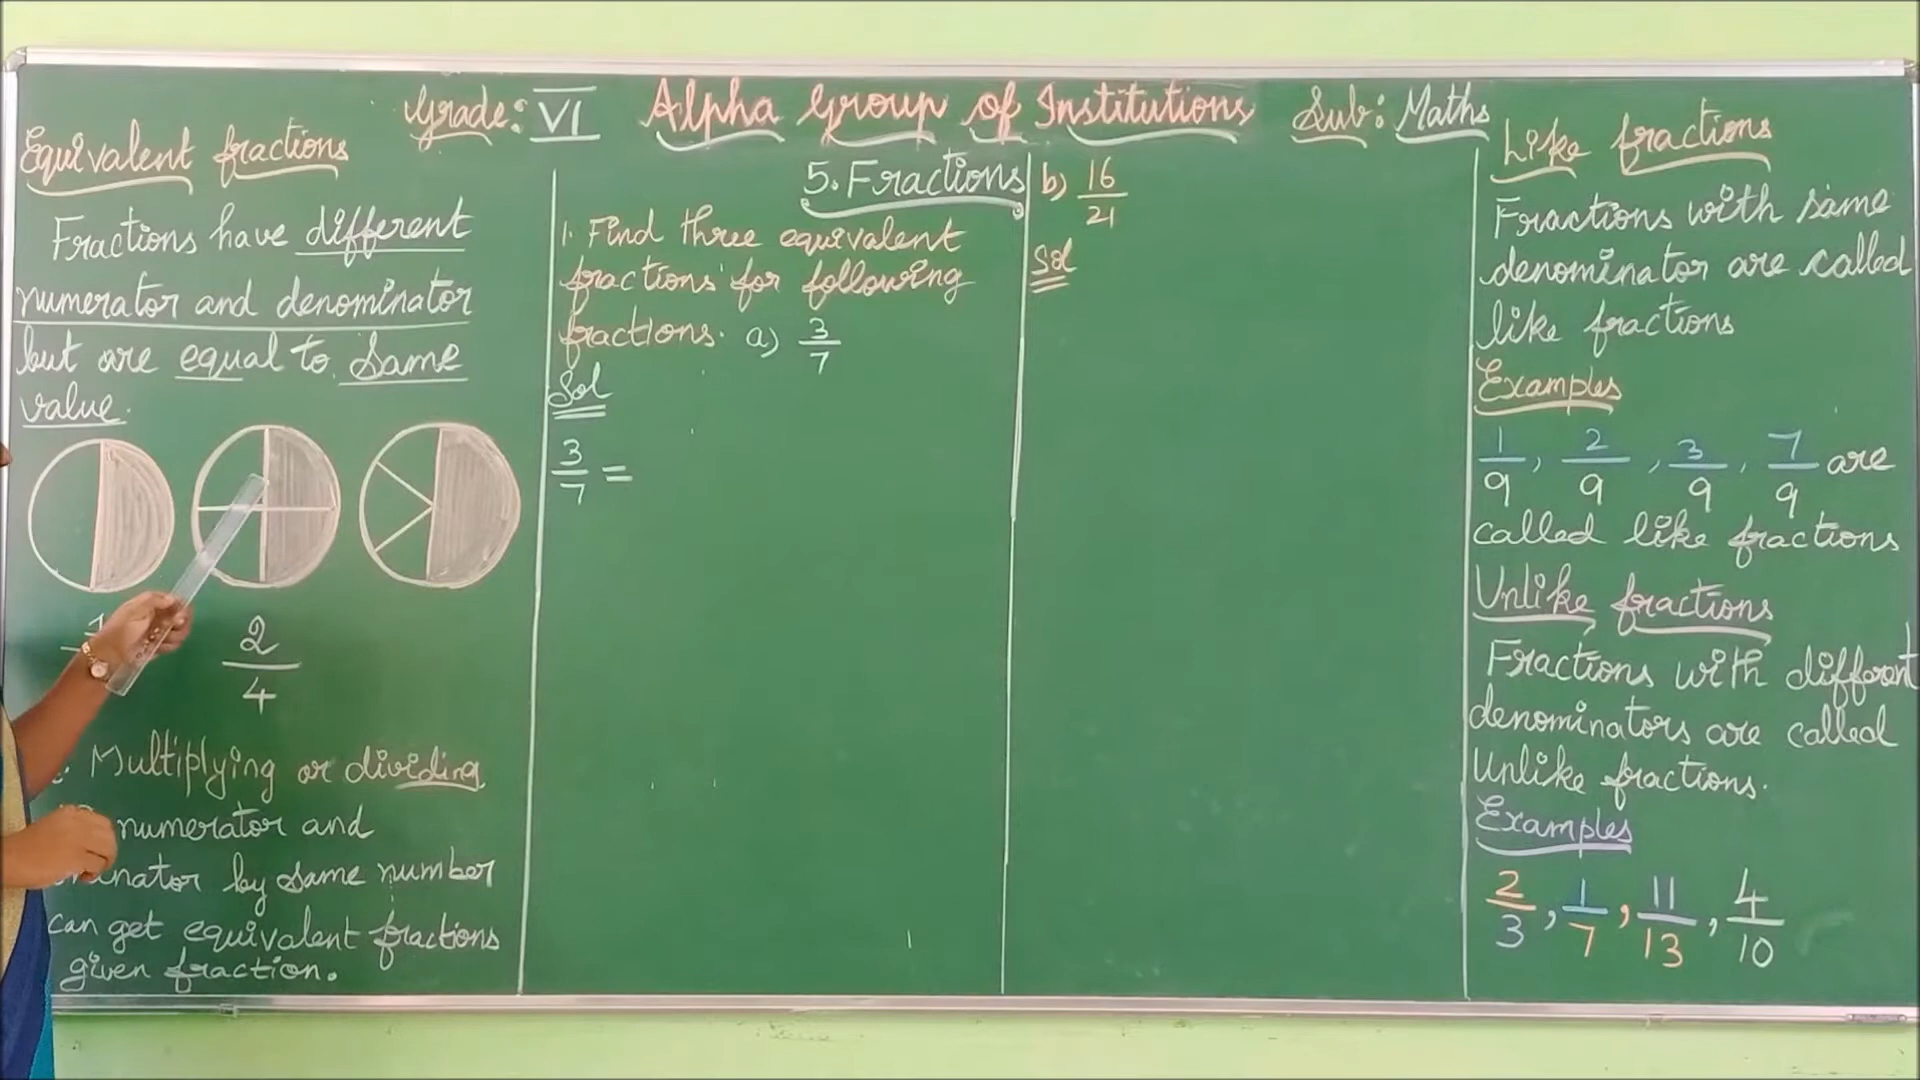 Grade: VI Alpha Group of Institutions Sub: Maths
Equivalent fractions
Fractions have different
numerator and denominator
but are equal to same
value.
2
4
Multiplying or dividing
numerator and
by same number
can get equivalent fractions
given fraction.
5. Fractions
1. Find three equivalent
fractions for following
fractions. a) 3/7
Sol
3/7 =
b) 16/21
Sol
Like fractions
Fractions with same
denominator are called
like fractions
Examples
1/9, 2/9, 3/9, 7/9 are
called like fractions
Unlike fractions
Fractions with different
denominators are called
Unlike fractions.
Examples
2/3, 1/7, 11/13, 4/10